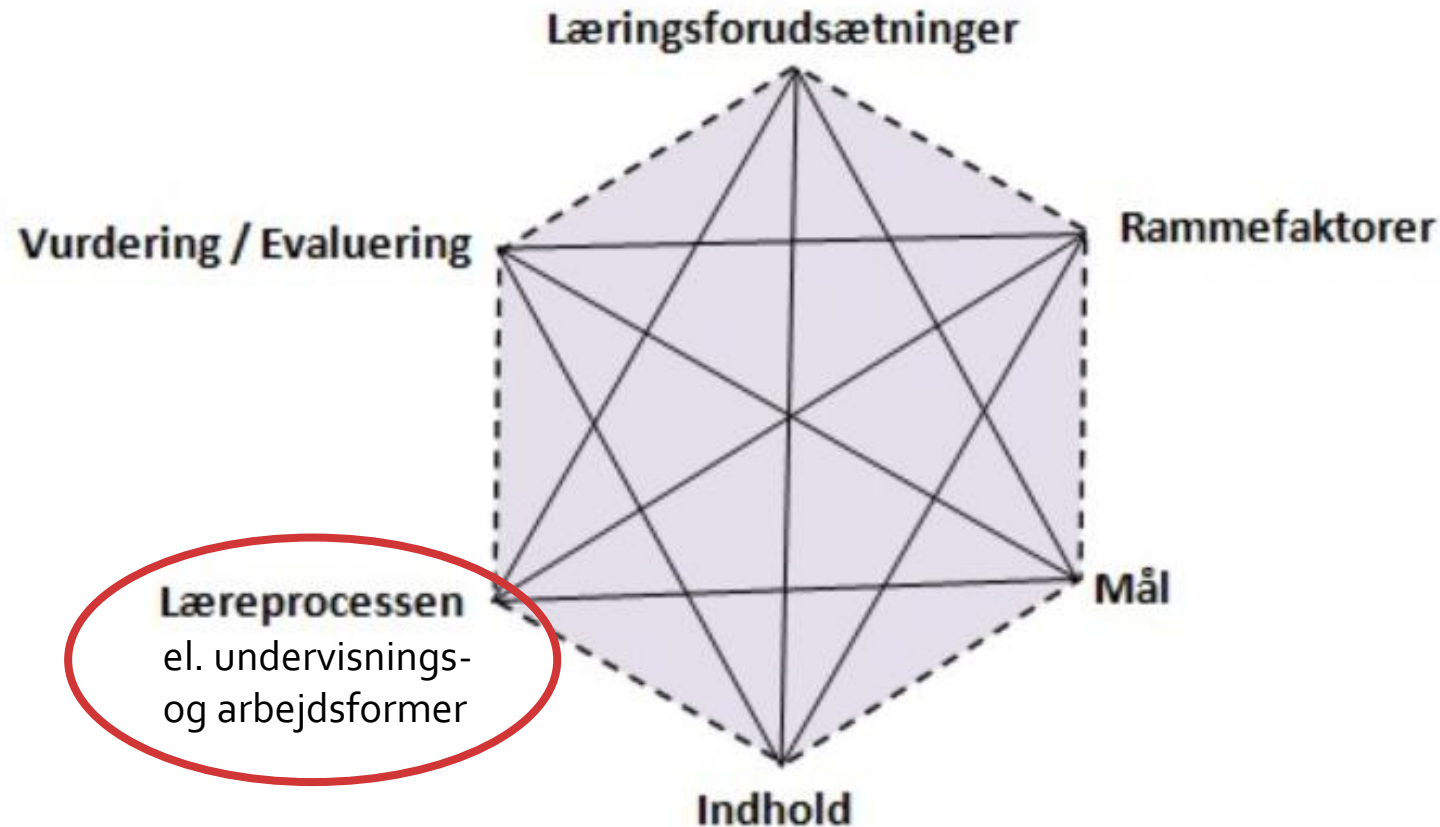 Læringsforudsætninger
Vurdering / Evaluering
Rammefaktorer
Læreprocessen
el. undervisnings-
og arbejdsformer
Mål
Indhold